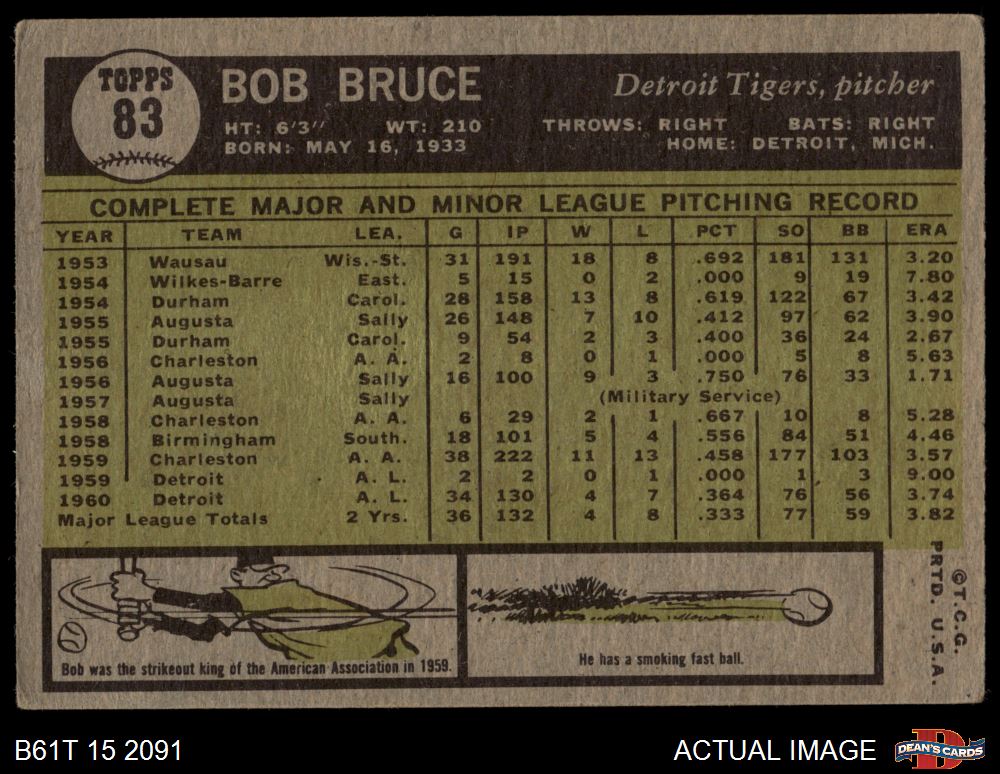 TOPPS
83
BOB BRUCE
Detroit Tigers, pitcher
HT: 6'3" WT: 210 THROWS: RIGHT BATS: RIGHT
BORN: MAY 16, 1933 HOME: DETROIT, MICH.
COMPLETE MAJOR AND MINOR LEAGUE PITCHING RECORD
YEAR TEAM LEA. G IP W L PCT SO BB ERA
1953 Wausau Wis.-St. 31 191 18 8 .692 181 131 3.20
1954 Wilkes-Barre East. 5 15 0 2 .000 9 19 7.80
1954 Durham Carol. 28 158 13 8 .619 122 67 3.42
1955 Augusta Sally 26 148 7 10 .412 97 62 3.90
1955 Durham Carol. 9 54 2 3 .400 36 24 2.67
1956 Charleston A. A. 2 8 0 1 .000 5 8 5.63
1956 Augusta Sally 16 100 9 3 .750 76 33 1.71
1957 Augusta Sally (Military Service)
1958 Charleston A. A. 6 29 2 1 .667 10 8 5.28
1958 Birmingham South. 18 101 5 4 .556 84 51 4.46
1959 Charleston A. A. 38 222 11 13 .458 177 103 3.57
1959 Detroit A. L. 2 2 0 1 .000 1 3 9.00
1960 Detroit A. L. 34 130 4 7 .364 76 56 3.74
Major League Totals 2 Yrs. 36 132 4 8 .333 77 59 3.82
Bob was the strikeout king of the American Association in 1959.
He has a smoking fast ball.
©T.C.G.
PRTD. U.S.A.
B61T 15 2091
ACTUAL IMAGE
DEAN'S CARDS